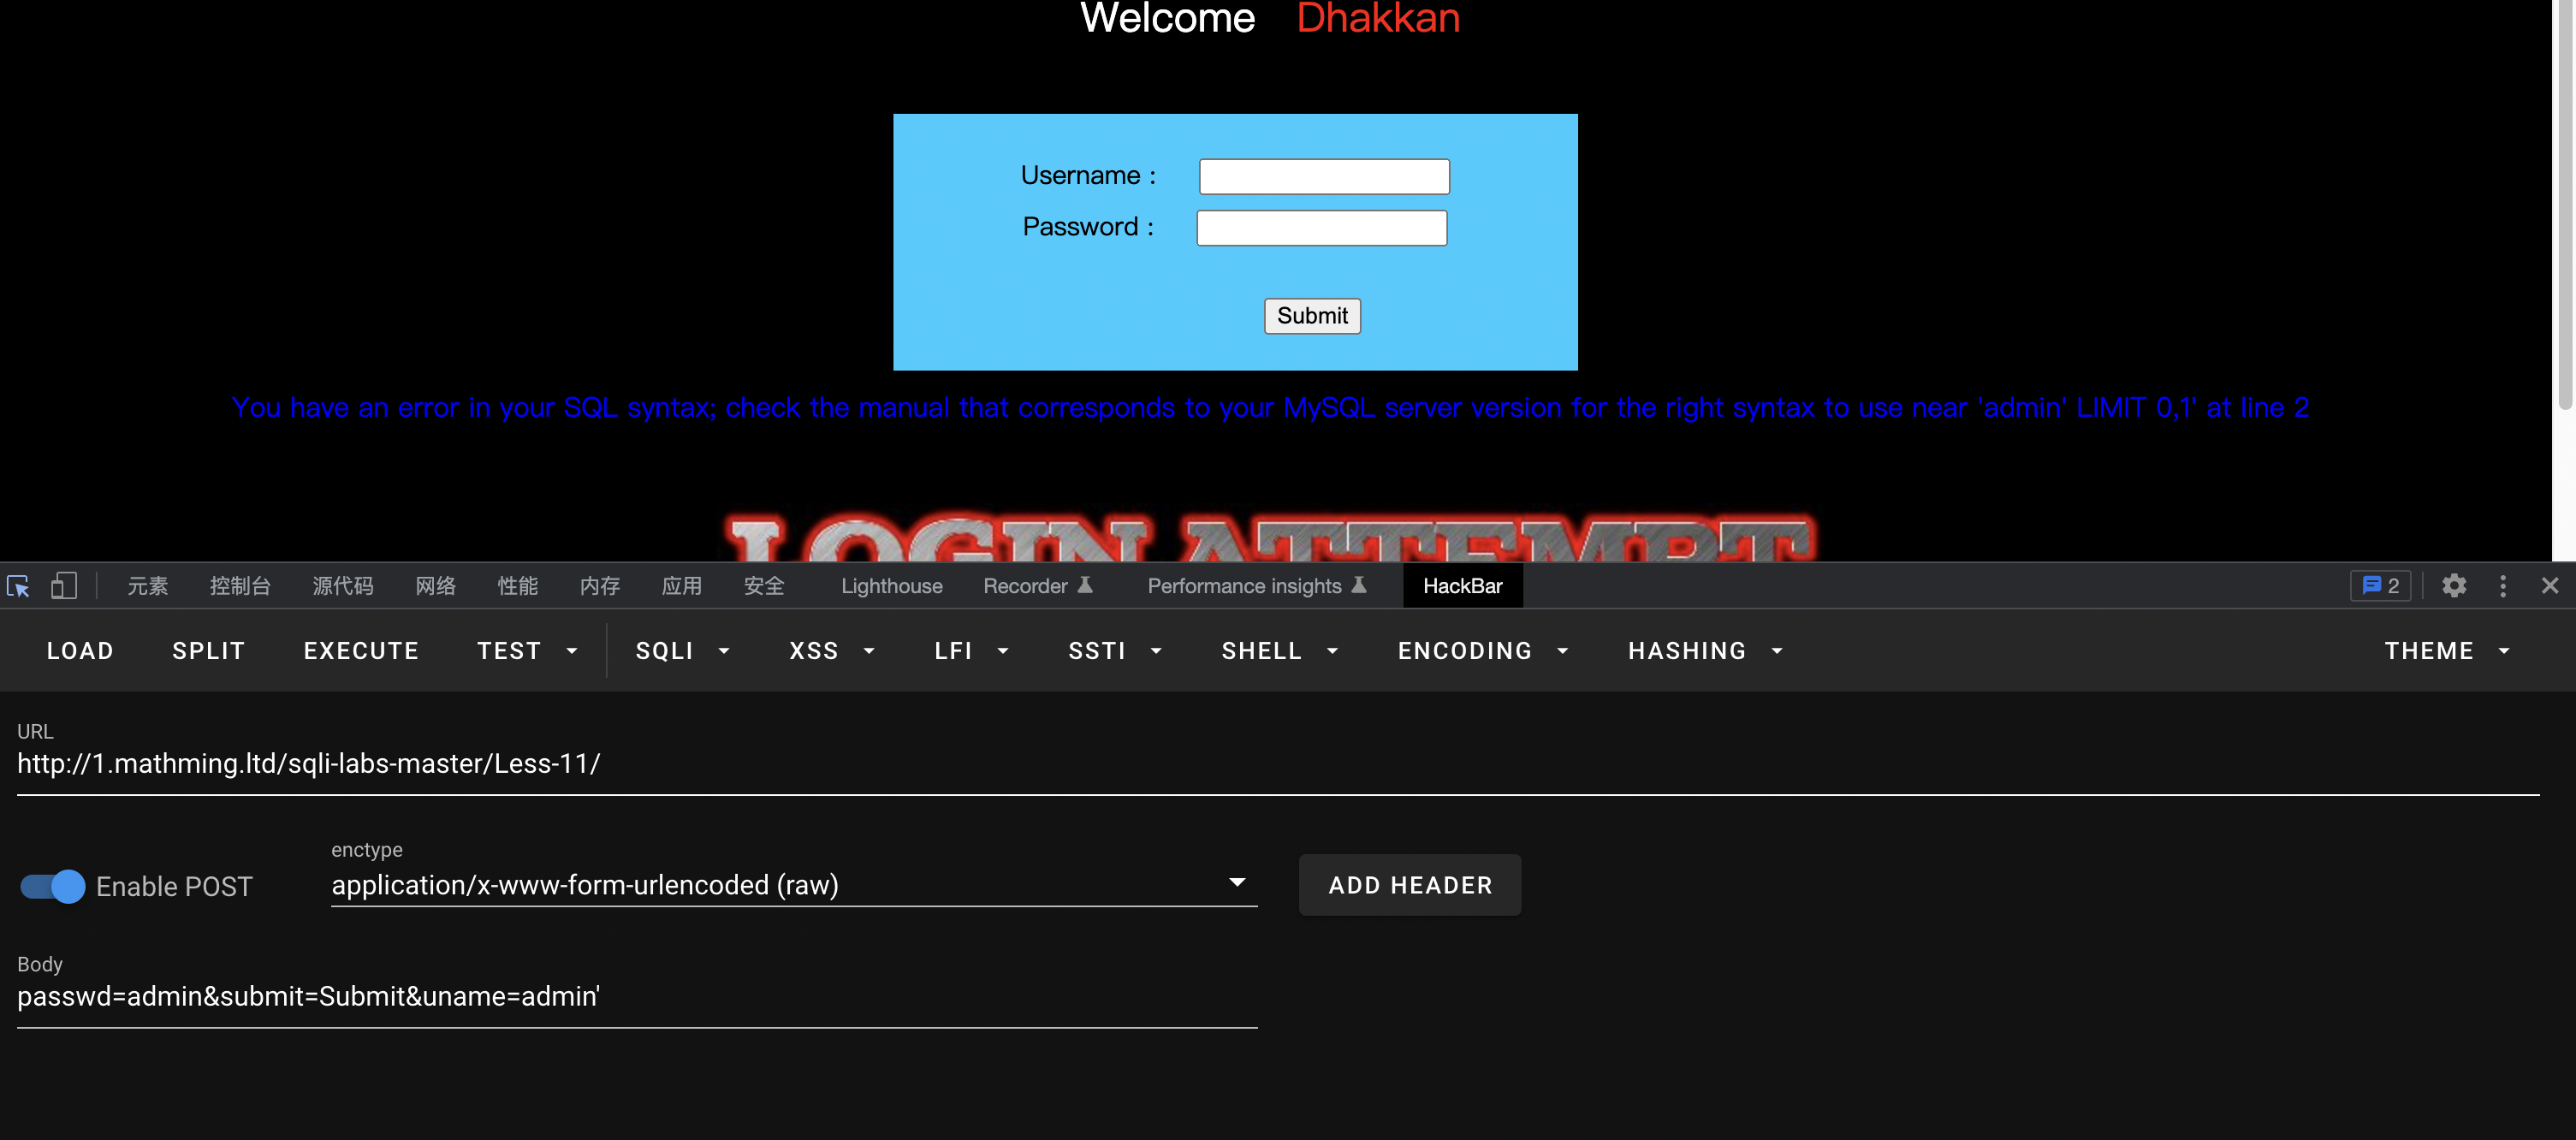 Welcome Dhakkan
Username :
Password :
Submit
You have an error in your SQL syntax; check the manual that corresponds to your MySQL server version for the right syntax to use near 'admin' LIMIT 0,1' at line 2
LOGIN ATTEMPT
元素 控制台 源代码 网络 性能 内存 应用 安全 Lighthouse Recorder Performance insights HackBar 2
LOAD SPLIT EXECUTE TEST SQLI XSS LFI SSTI SHELL ENCODING HASHING THEME
URL
http://1.mathming.ltd/sqli-labs-master/Less-11/
enctype
Enable POST application/x-www-form-urlencoded (raw) ADD HEADER
Body
passwd=admin&submit=Submit&uname=admin'